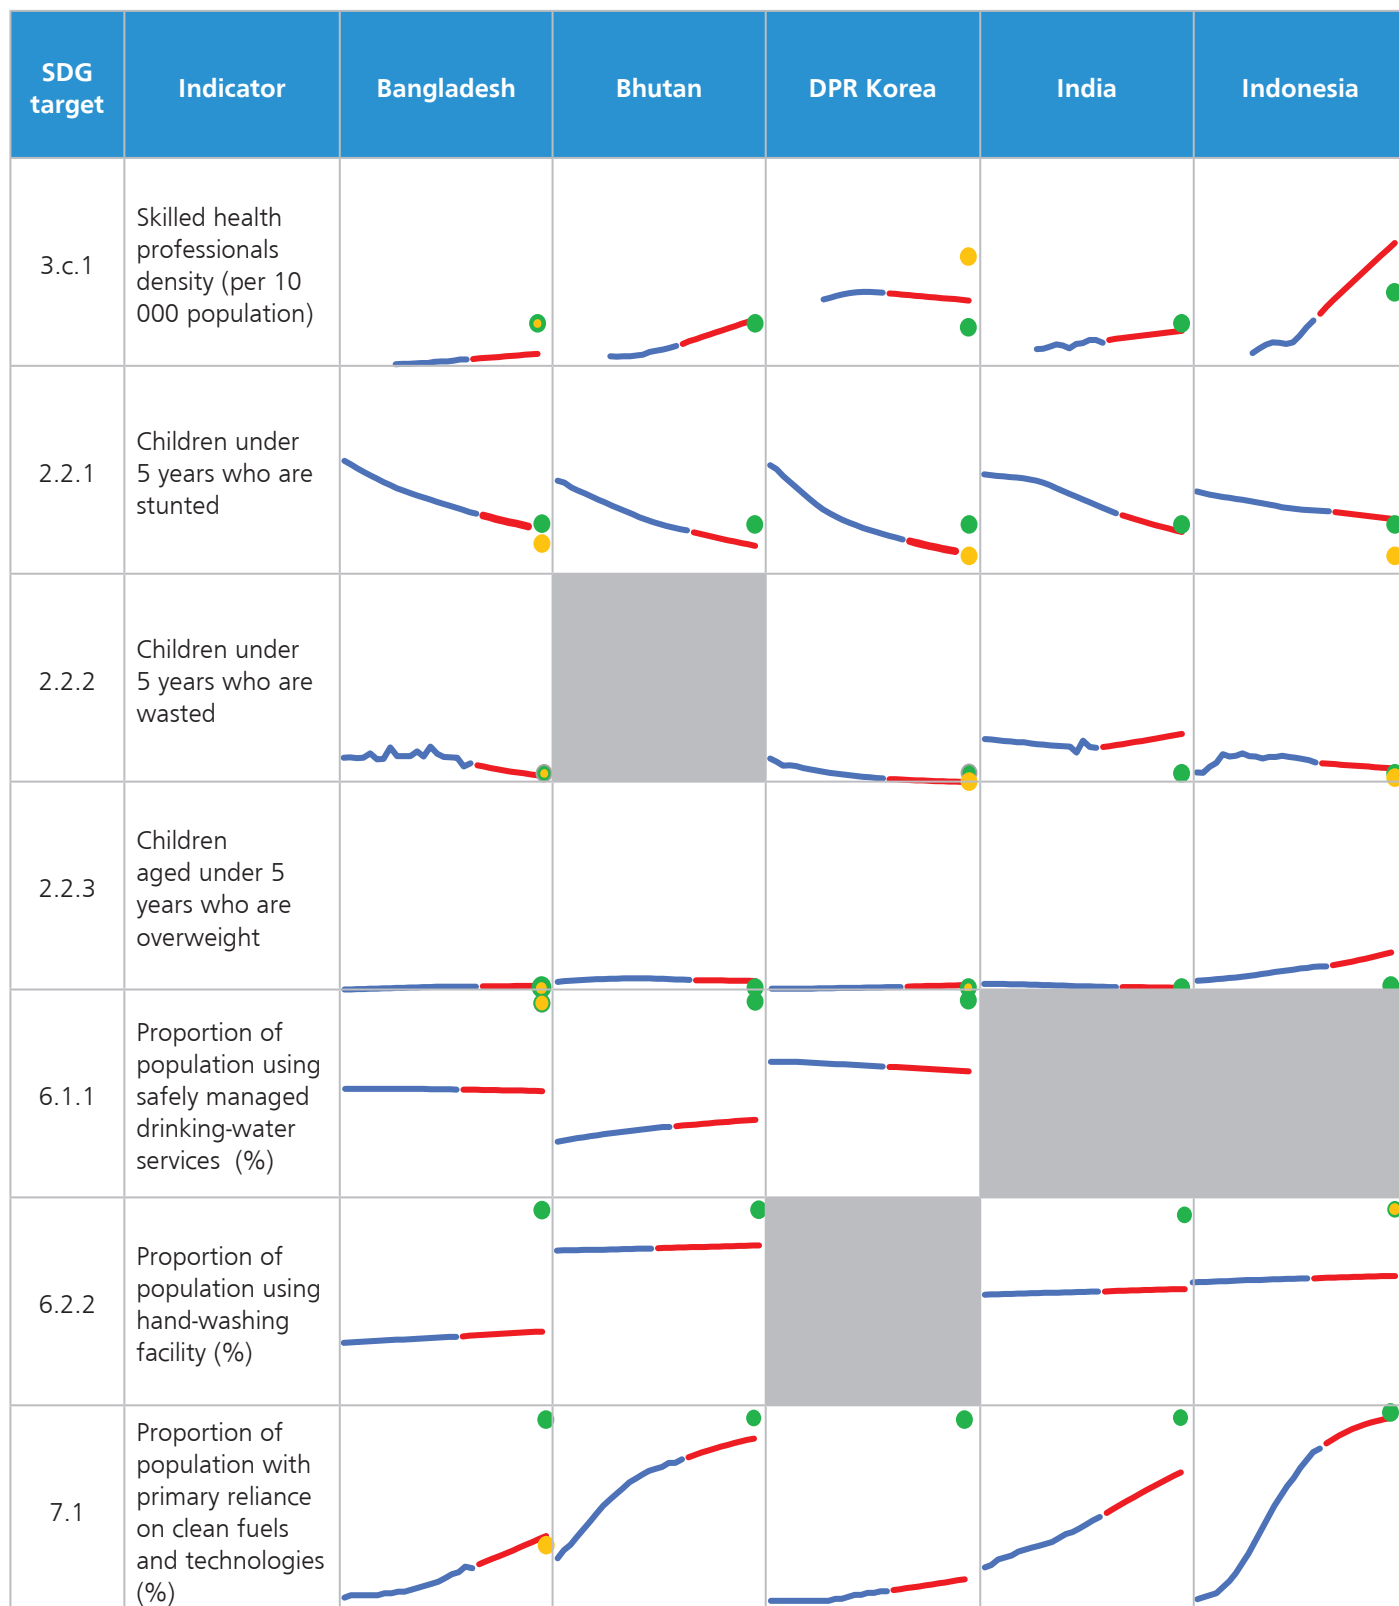 SDG
target
Indicator
Bangladesh
Bhutan
DPR Korea
India
Indonesia
3.c.1
Skilled health
professionals
density (per 10
000 population)
2.2.1
Children under
5 years who are
stunted
2.2.2
Children under
5 years who are
wasted
2.2.3
Children
aged under 5
years who are
overweight
6.1.1
Proportion of
population using
safely managed
drinking-water
services (%)
6.2.2
Proportion of
population using
hand-washing
facility (%)
7.1
Proportion of
population with
primary reliance
on clean fuels
and technologies
(%)